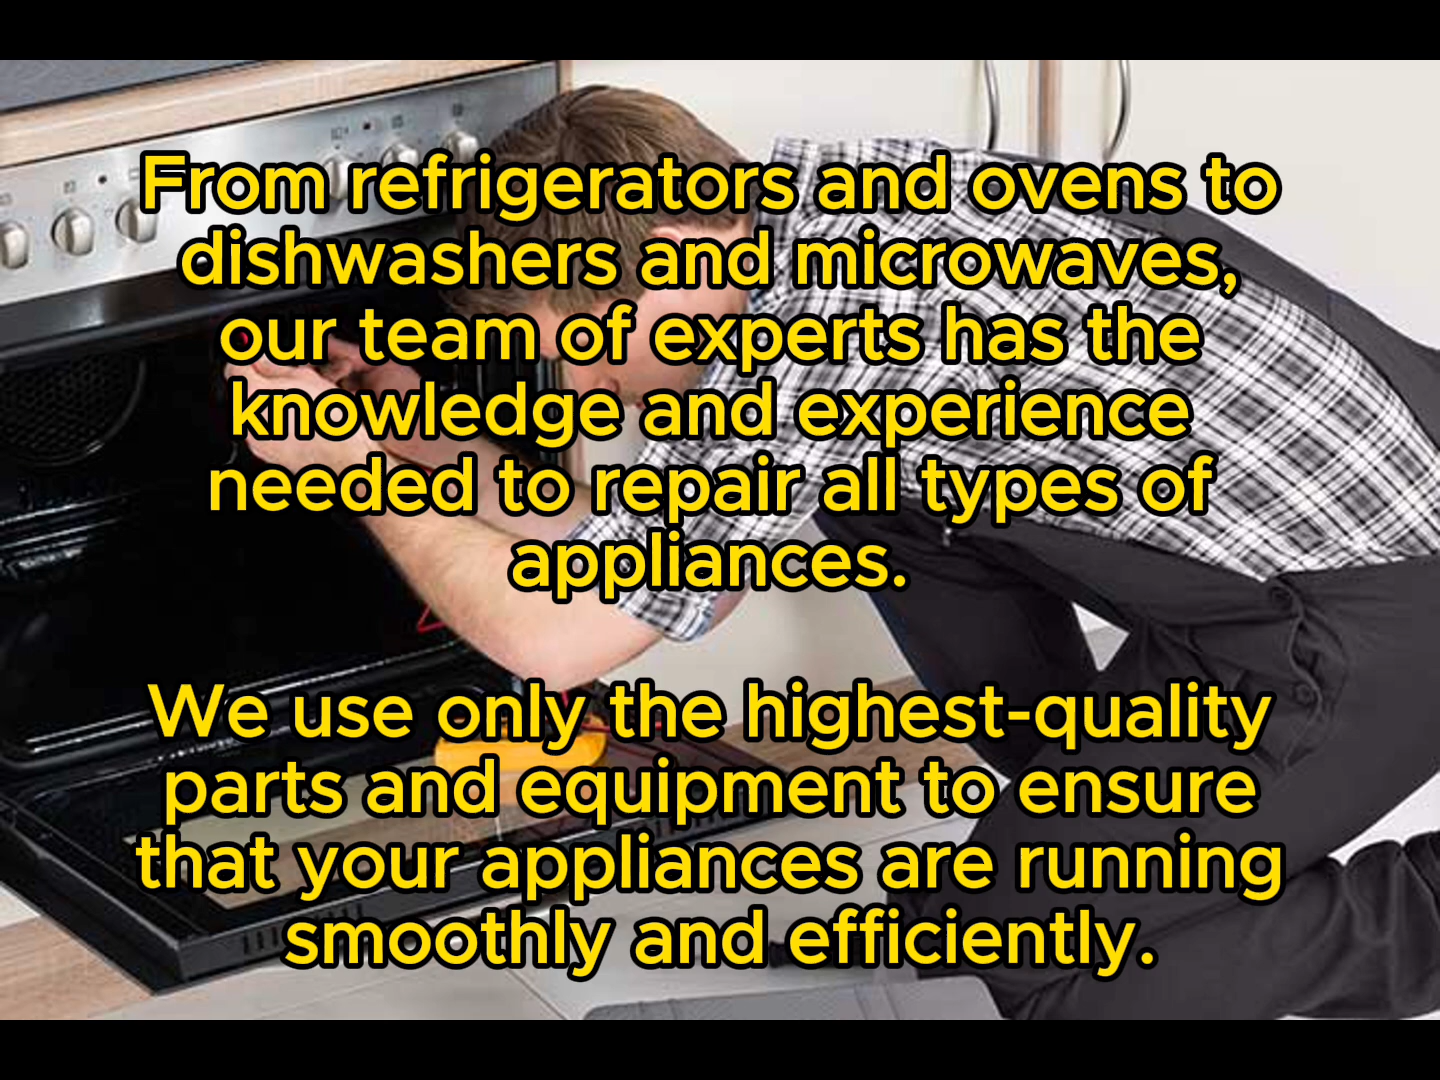 From refrigerators and ovens to
dishwashers and microwaves,
our team of experts has the
knowledge and experience
needed to repair all types of
appliances.
We use only the highest-quality
parts and equipment to ensure
that your appliances are running
smoothly and efficiently.